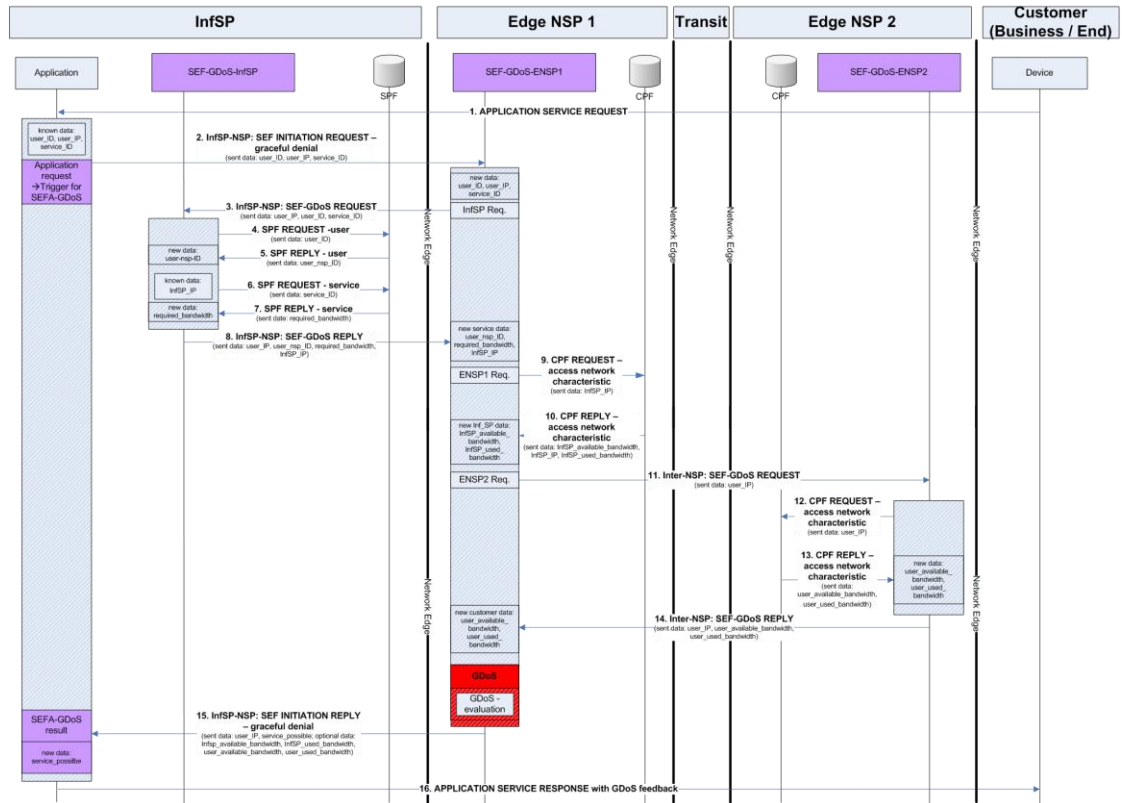 InfSP
Edge NSP 1
Transit
Edge NSP 2
Customer
(Business / End)
Application
SEF-GDoS-InfSP
SPF
SEF-GDoS-ENSP1
CPF
CPF
SEF-GDoS-ENSP2
Device
1. APPLICATION SERVICE REQUEST
known data:
user_ID, user_IP,
service_ID
2. InfSP-NSP: SEF INITIATION REQUEST –
graceful denial
(sent data: user_ID, user_IP, service_ID)
Application
request
→Trigger for
SEFA-GDoS
new data:
user_ID, user_IP,
service_ID
3. InfSP-NSP: SEF-GDoS REQUEST
(sent data: user_IP, user_ID, service_ID)
InfSP Req.
Network Edge
Network Edge
Network Edge
Network Edge
4. SPF REQUEST -user
(sent data: user_ID)
new data:
user-nsp-ID
5. SPF REPLY - user
(sent data: user_nsp_ID)
known data:
InfSP_IP
6. SPF REQUEST - service
(sent data: service_ID)
new data:
required_bandwidth
7. SPF REPLY - service
(sent date: required_bandwidth)
8. InfSP-NSP: SEF-GDoS REPLY
(sent data: user_IP, user_nsp_ID, required_bandwidth,
InfSP_IP)
new service data:
user_nsp_ID,
required_bandwidth,
InfSP_IP
9. CPF REQUEST –
access network
characteristic
(sent data: InfSP_IP)
ENSP1 Req.
10. CPF REPLY –
access network
characteristic
(sent data: InfSP_available_bandwidth,
InfSP_IP, InfSP_used_bandwidth)
new Inf_SP data:
InfSP_available_
bandwidth,
InfSP_used_
bandwidth
ENSP2 Req.
11. Inter-NSP: SEF-GDoS REQUEST
(sent data: user_IP)
12. CPF REQUEST –
access network
characteristic
(sent data: user_IP)
13. CPF REPLY –
access network
characteristic
(sent data:
user_available_bandwidth,
user_used_bandwidth)
new data:
user_available_
bandwidth,
user_used_
bandwidth
Network Edge
Network Edge
Network Edge
Network Edge
new customer data:
user_available_
bandwidth,
user_used_
bandwidth
14. Inter-NSP: SEF-GDoS REPLY
(sent data: user_IP, user_available_bandwidth,
user_used_bandwidth)
GDoS
GDoS -
evaluation
SEFA-GDoS
result
new data:
service_possilbe
15. InfSP-NSP: SEF INITIATION REPLY
– graceful denial
(sent data: user_IP, service_possible; optional data:
Infsp_available_bandwidth, InfSP_used_bandwidth,
user_available_bandwidth, user_used_bandwidth)
16. APPLICATION SERVICE RESPONSE with GDoS feedback